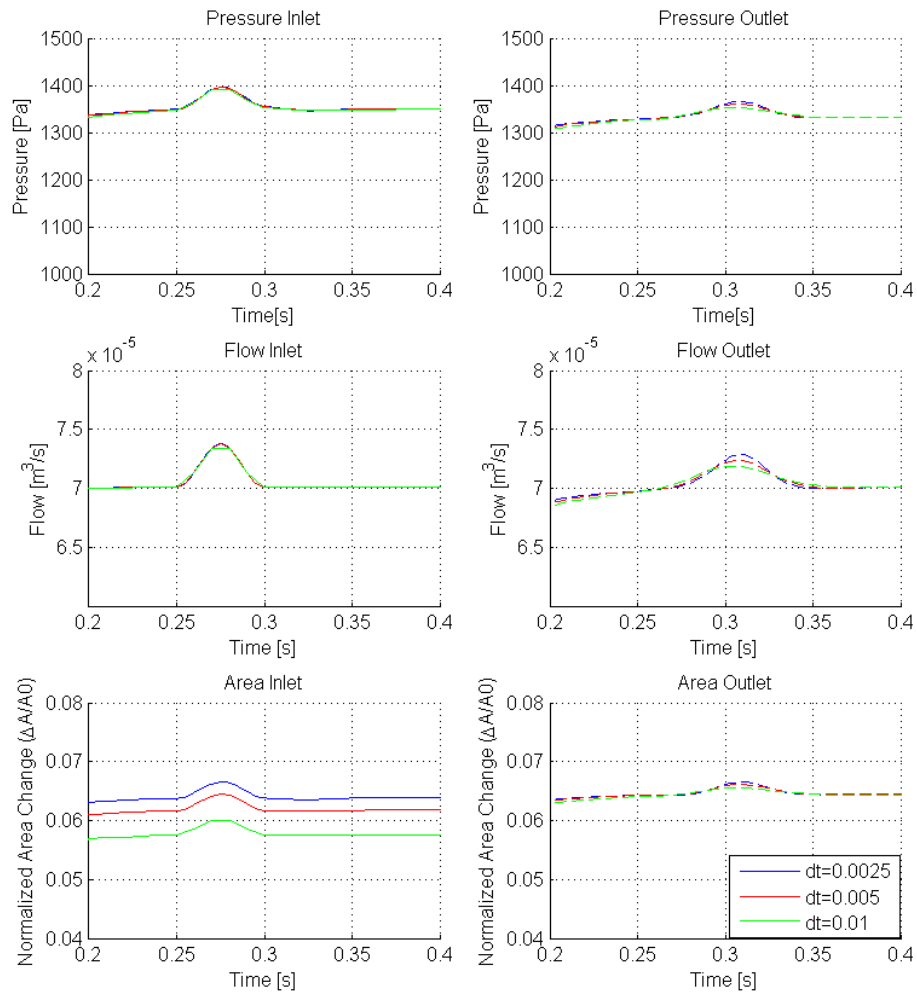 Pressure Inlet
Pressure [Pa]
1500
1400
1300
1200
1100
1000
0.2 0.25 0.3 0.35 0.4
Time[s]
Pressure Outlet
Pressure [Pa]
1500
1400
1300
1200
1100
1000
0.2 0.25 0.3 0.35 0.4
Time[s]
Flow Inlet
x 10⁻⁵
Flow [m³/s]
8
7.5
7
6.5
0.2 0.25 0.3 0.35 0.4
Time [s]
Flow Outlet
x 10⁻⁵
Flow [m³/s]
8
7.5
7
6.5
0.2 0.25 0.3 0.35 0.4
Time [s]
Area Inlet
Normalized Area Change (ΔA/A0)
0.08
0.07
0.06
0.05
0.04
0.2 0.25 0.3 0.35 0.4
Time [s]
Area Outlet
Normalized Area Change (ΔA/A0)
0.08
0.07
0.06
0.05
0.04
0.2 0.25 0.3 0.35 0.4
Time [s]
dt=0.0025
dt=0.005
dt=0.01